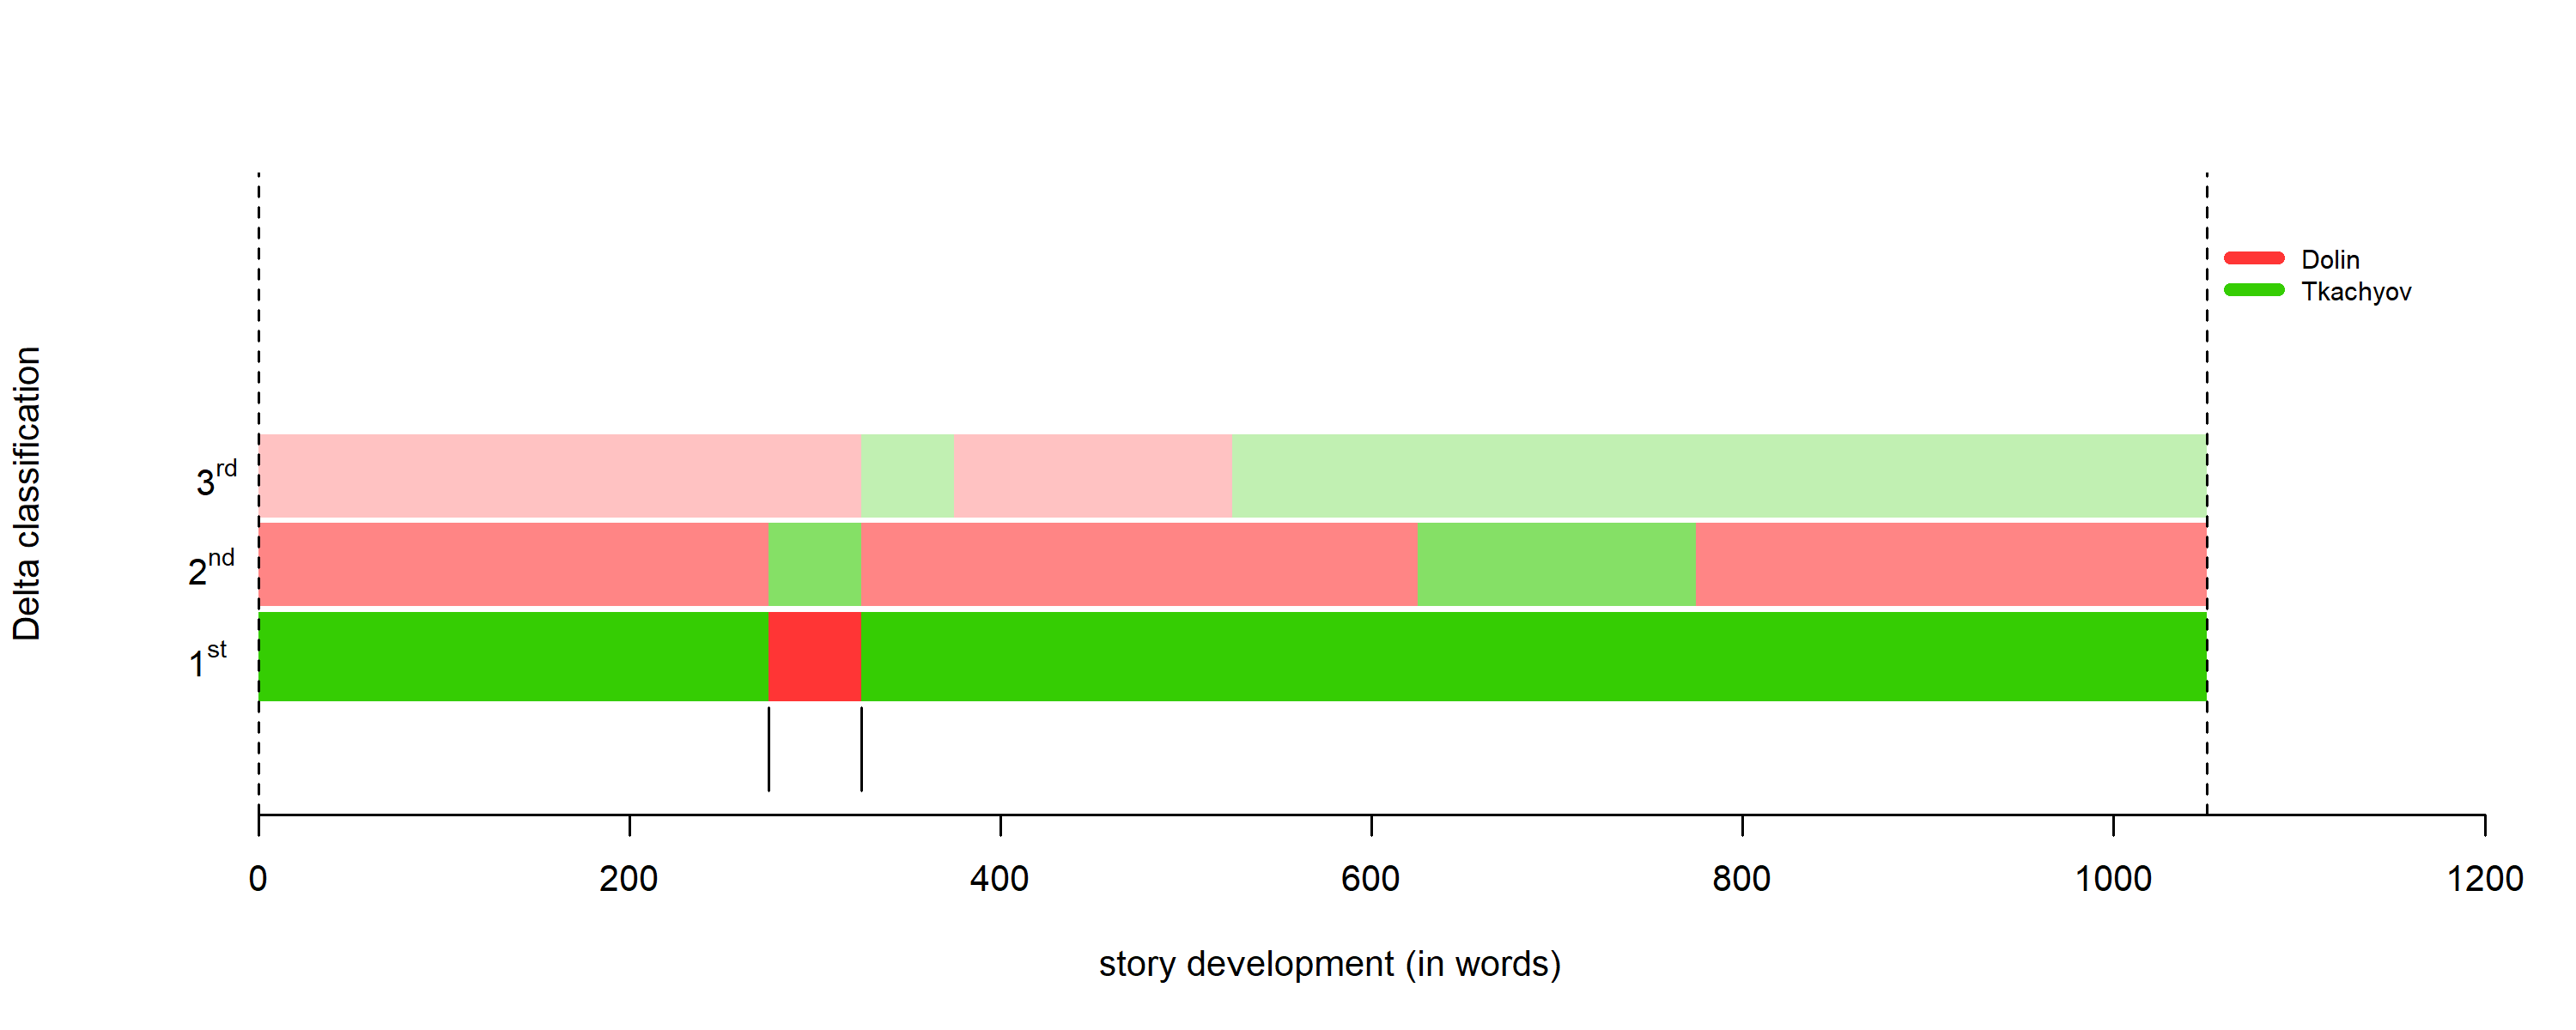 Dolin
Tkachyov
Delta classification
3rd
2nd
1st
0 200 400 600 800 1000 1200
story development (in words)